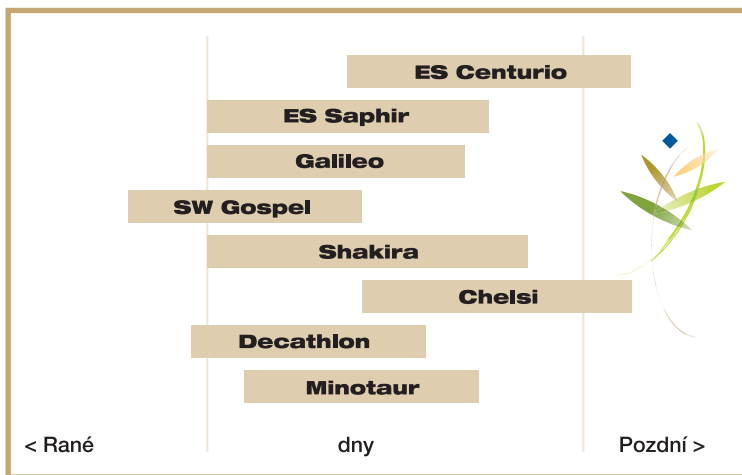 ES Centurio
ES Saphir
Galileo
SW Gospel
Shakira
Chelsi
Decathlon
Minotaur
< Rané dny Pozdní >